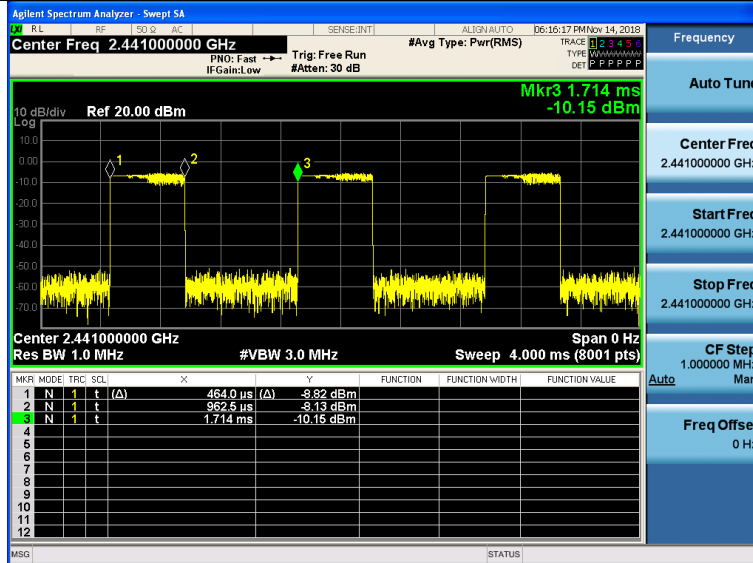 Agilent Spectrum Analyzer - Swept SA
LXI RL RF 50 Ω AC SENSE:INT ALIGN AUTO 06:16:17 PM Nov 14, 2018
Center Freq 2.441000000 GHz #Avg Type: Pwr(RMS) TRACE 1 2 3 4 5 6
PNO: Fast Trig: Free Run TYPE WWWWWW
IFGain:Low #Atten: 30 dB DET P P P P P P
Mkr3 1.714 ms
-10.15 dBm
10 dB/div Ref 20.00 dBm
Log
10.0
0.00
-10.0
-20.0
-30.0
-40.0
-50.0
-60.0
-70.0
1
2
3
Center 2.441000000 GHz Span 0 Hz
Res BW 1.0 MHz #VBW 3.0 MHz Sweep 4.000 ms (8001 pts)
MKR MODE TRC SCL X Y FUNCTION FUNCTION WIDTH FUNCTION VALUE
1 N 1 t (Δ) 464.0 µs (Δ) -8.82 dBm
2 N 1 t 962.5 µs -8.13 dBm
3 N 1 t 1.714 ms -10.15 dBm
4
5
6
7
8
9
10
11
12
MSG STATUS
Frequency
Auto Tune
Center Freq
2.441000000 GHz
Start Freq
2.441000000 GHz
Stop Freq
2.441000000 GHz
CF Step
1.000000 MHz
Auto Man
Freq Offset
0 Hz